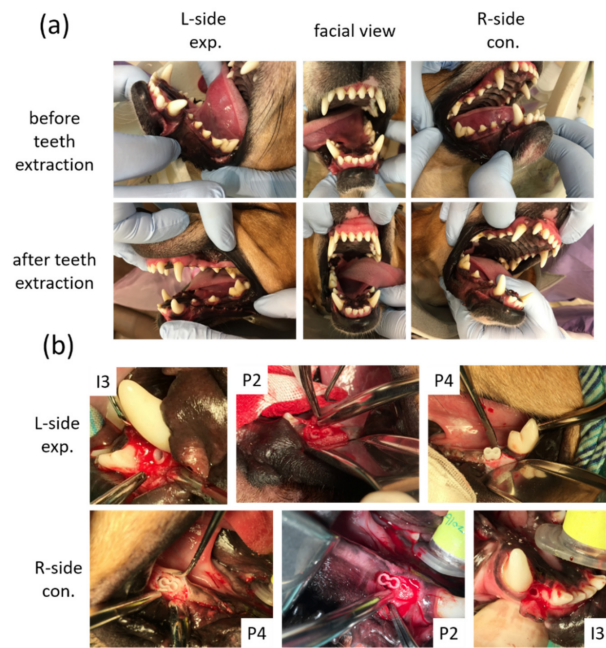 (a)
L-side
exp.
facial view
R-side
con.
before
teeth
extraction
after teeth
extraction
(b)
I3
P2
P4
L-side
exp.
R-side
con.
P4
P2
I3